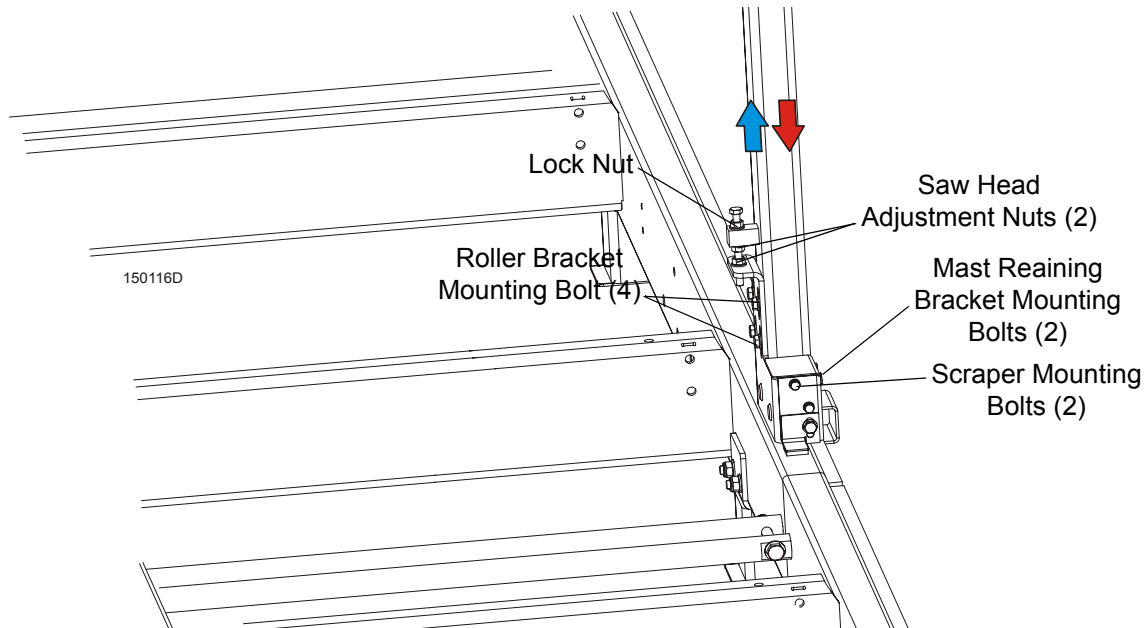 Lock Nut
Saw Head
Adjustment Nuts (2)
Roller Bracket
Mounting Bolt (4)
150116D
Mast Reaining
Bracket Mounting
Bolts (2)
Scraper Mounting
Bolts (2)